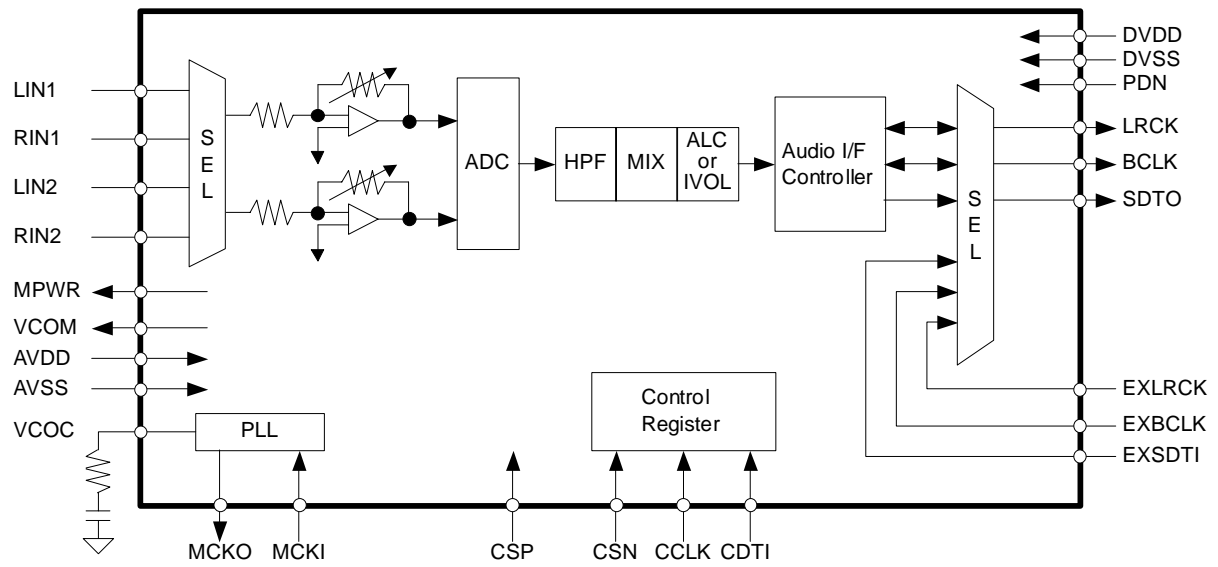 LIN1
RIN1
LIN2
RIN2
MPWR
VCOM
AVDD
AVSS
VCOC
S
E
L
ADC
HPF
MIX
ALC
or
IVOL
Audio I/F
Controller
S
E
L
DVDD
DVSS
PDN
LRCK
BCLK
SDTO
EXLRCK
EXBCLK
EXSDTI
PLL
Control
Register
MCKO
MCKI
CSP
CSN
CCLK
CDTI